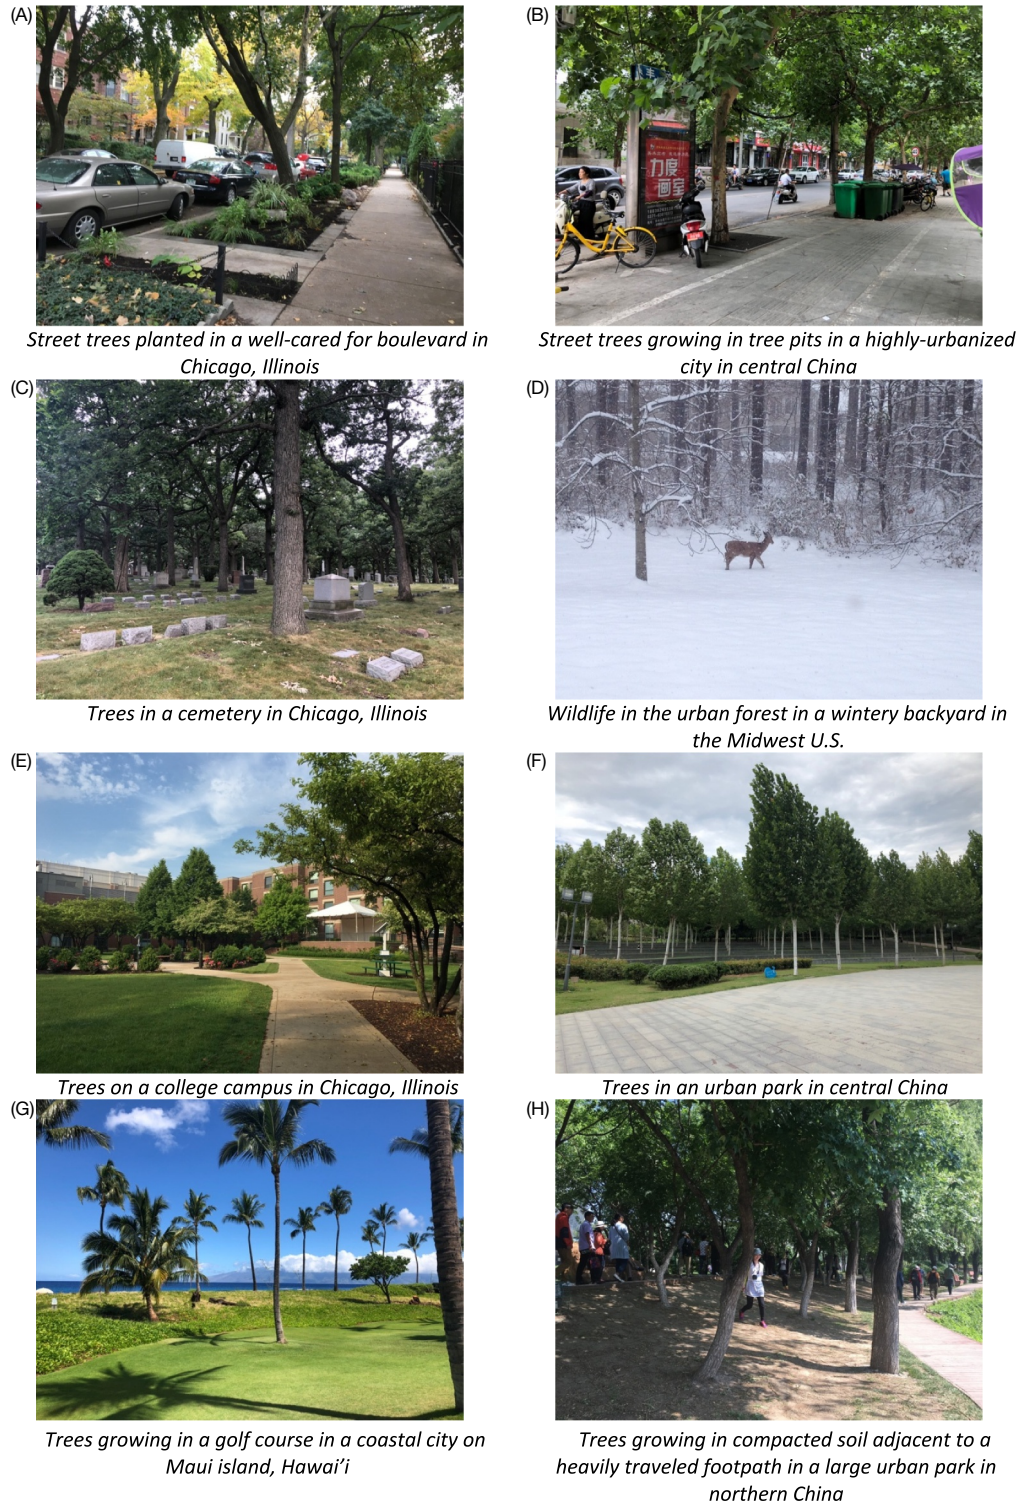 (A)
(B)
力度
画室
Street trees planted in a well-cared for boulevard in
Chicago, Illinois
Street trees growing in tree pits in a highly-urbanized
city in central China
(C)
(D)
Trees in a cemetery in Chicago, Illinois
Wildlife in the urban forest in a wintery backyard in
the Midwest U.S.
(E)
(F)
Trees on a college campus in Chicago, Illinois
Trees in an urban park in central China
(G)
(H)
Trees growing in a golf course in a coastal city on
Maui island, Hawai’i
Trees growing in compacted soil adjacent to a
heavily traveled footpath in a large urban park in
northern China